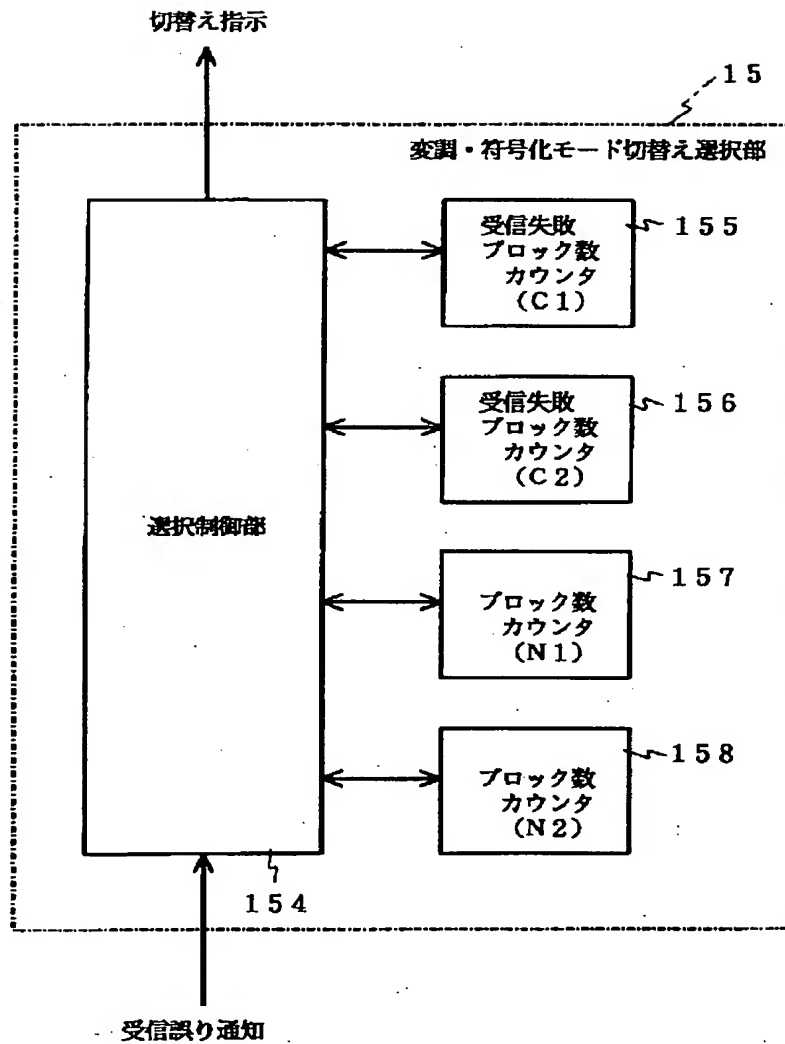 切替え指示
15
変調・符号化モード切替え選択部
受信失敗
ブロック数
カウンタ
(C1)
155
受信失敗
ブロック数
カウンタ
(C2)
156
選択制御部
ブロック数
カウンタ
(N1)
157
ブロック数
カウンタ
(N2)
158
154
受信誤り通知